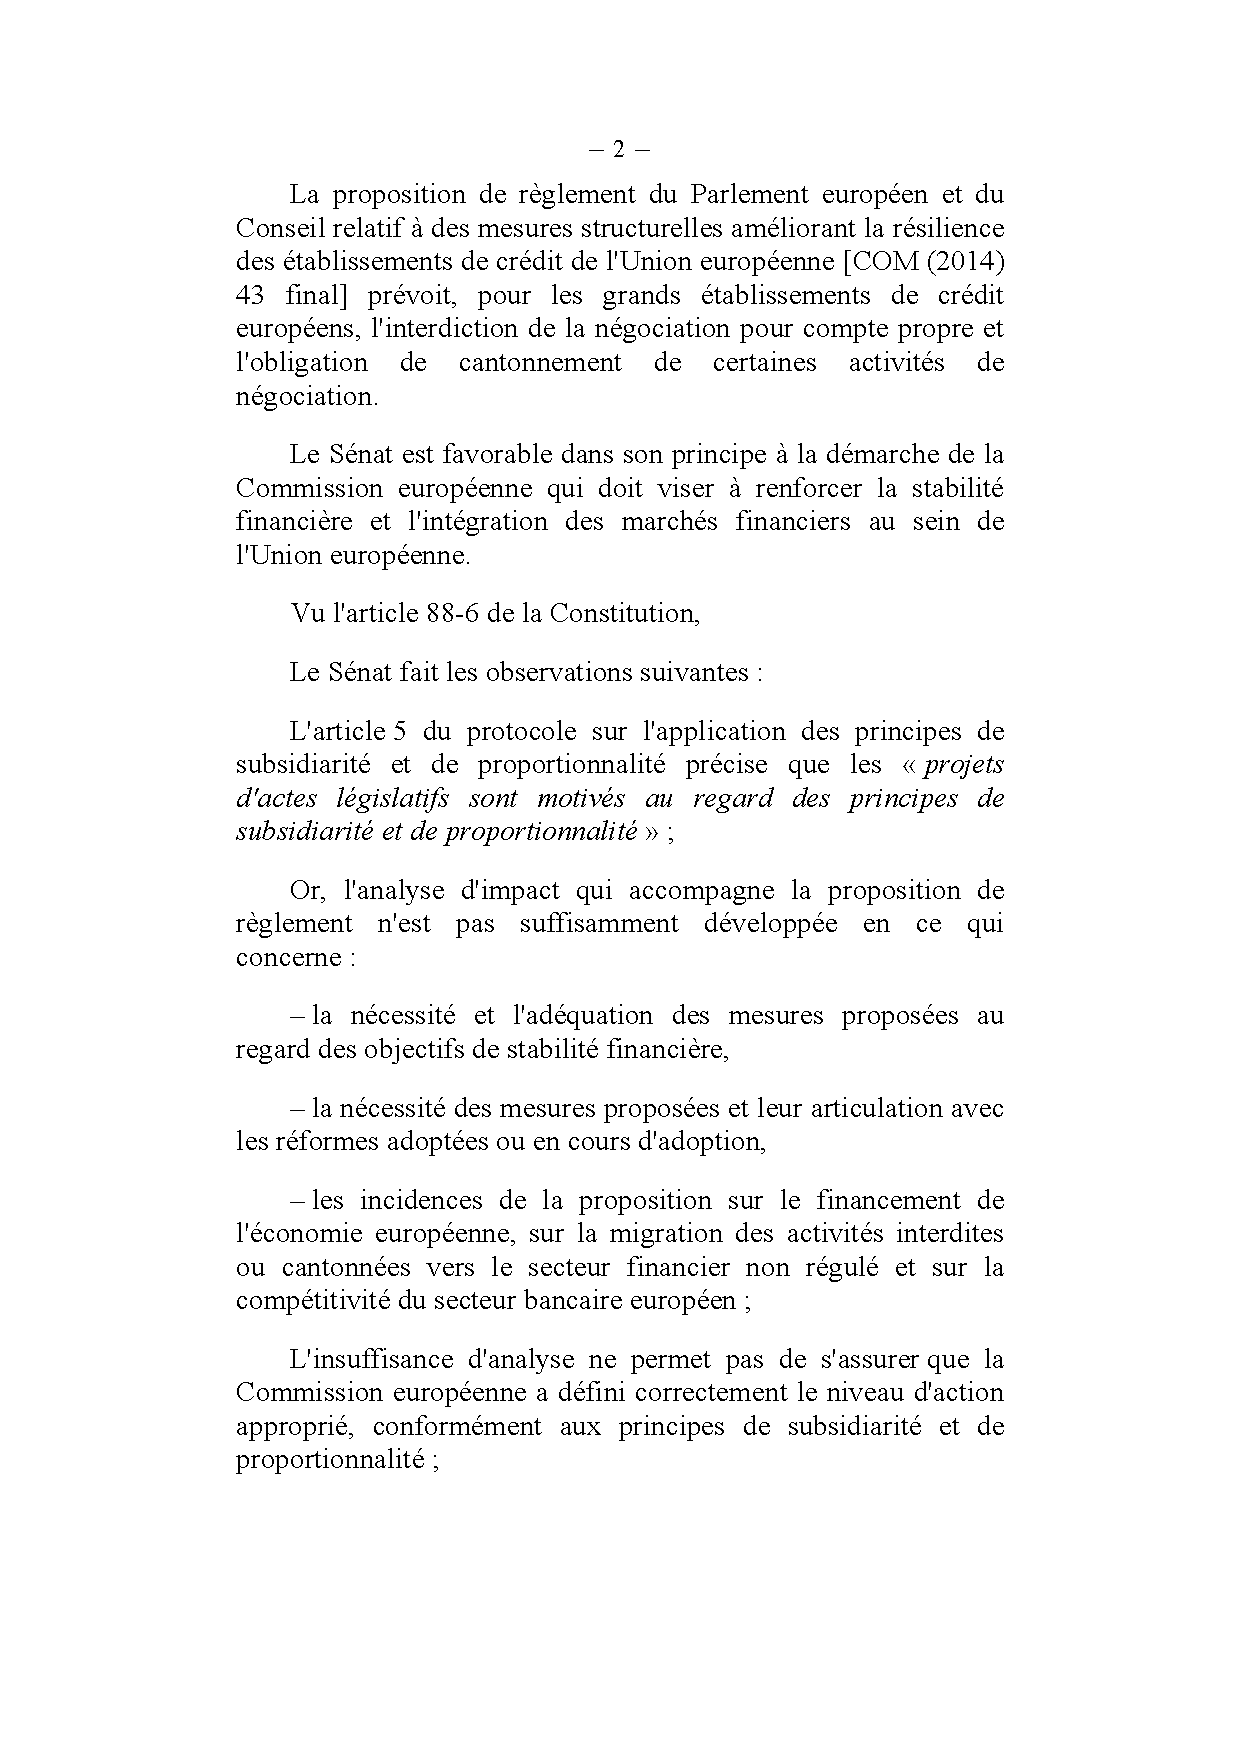 – 2 –
La proposition de règlement du Parlement européen et du
Conseil relatif à des mesures structurelles améliorant la résilience
des établissements de crédit de l'Union européenne [COM (2014)
43 final] prévoit, pour les grands établissements de crédit
européens, l'interdiction de la négociation pour compte propre et
l'obligation de cantonnement de certaines activités de
négociation.
Le Sénat est favorable dans son principe à la démarche de la
Commission européenne qui doit viser à renforcer la stabilité
financière et l'intégration des marchés financiers au sein de
l'Union européenne.
Vu l'article 88-6 de la Constitution,
Le Sénat fait les observations suivantes :
L'article 5 du protocole sur l'application des principes de
subsidiarité et de proportionnalité précise que les « projets
d'actes législatifs sont motivés au regard des principes de
subsidiarité et de proportionnalité » ;
Or, l'analyse d'impact qui accompagne la proposition de
règlement n'est pas suffisamment développée en ce qui
concerne :
– la nécessité et l'adéquation des mesures proposées au
regard des objectifs de stabilité financière,
– la nécessité des mesures proposées et leur articulation avec
les réformes adoptées ou en cours d'adoption,
– les incidences de la proposition sur le financement de
l'économie européenne, sur la migration des activités interdites
ou cantonnées vers le secteur financier non régulé et sur la
compétitivité du secteur bancaire européen ;
L'insuffisance d'analyse ne permet pas de s'assurer que la
Commission européenne a défini correctement le niveau d'action
approprié, conformément aux principes de subsidiarité et de
proportionnalité ;